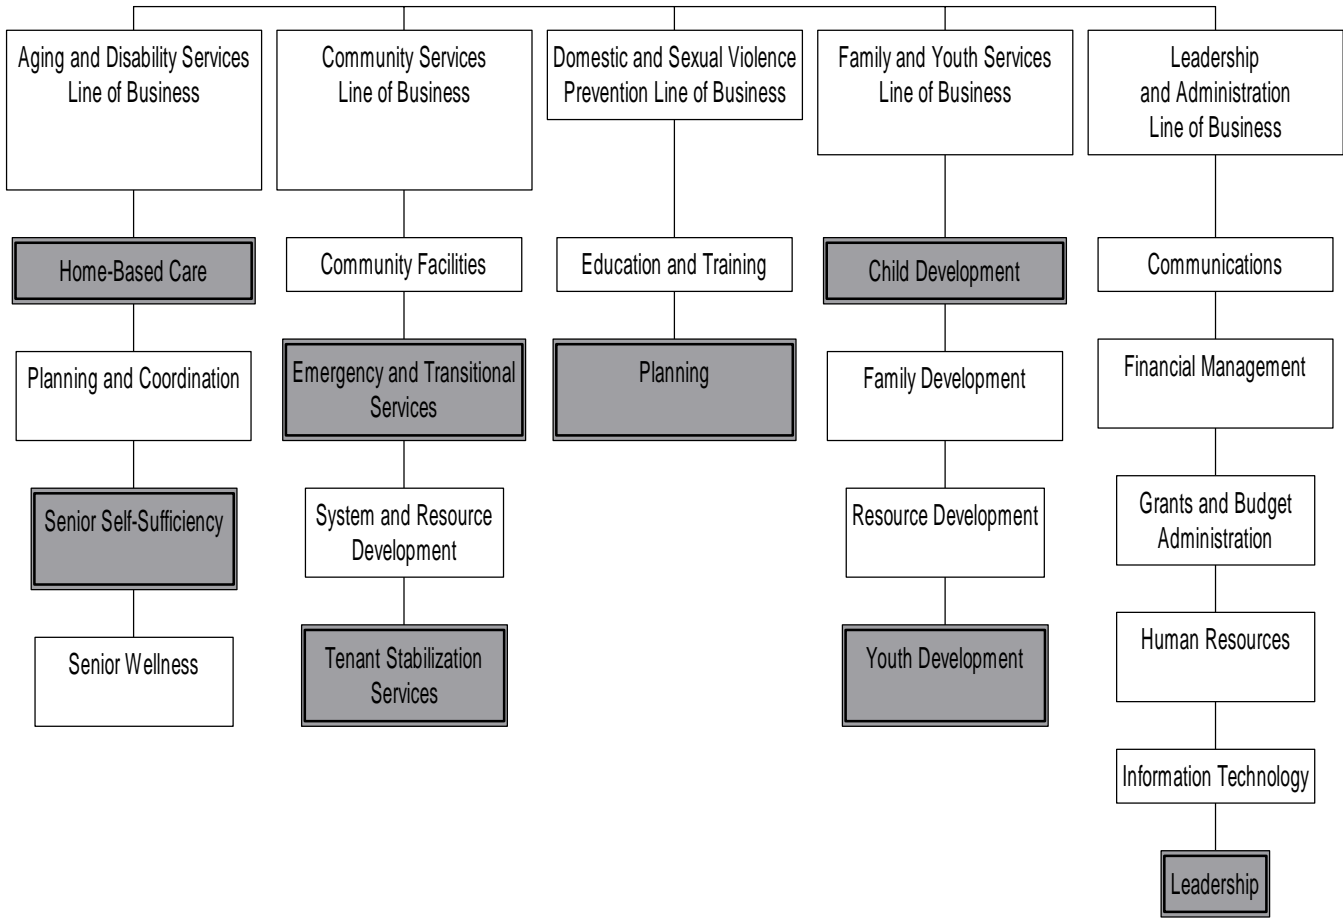 Aging and Disability Services
Line of Business
Home-Based Care
Planning and Coordination
Senior Self-Sufficiency
Senior Wellness
Community Services
Line of Business
Community Facilities
Emergency and Transitional
Services
System and Resource
Development
Tenant Stabilization
Services
Domestic and Sexual Violence
Prevention Line of Business
Education and Training
Planning
Family and Youth Services
Line of Business
Child Development
Family Development
Resource Development
Youth Development
Leadership
and Administration
Line of Business
Communications
Financial Management
Grants and Budget
Administration
Human Resources
Information Technology
Leadership